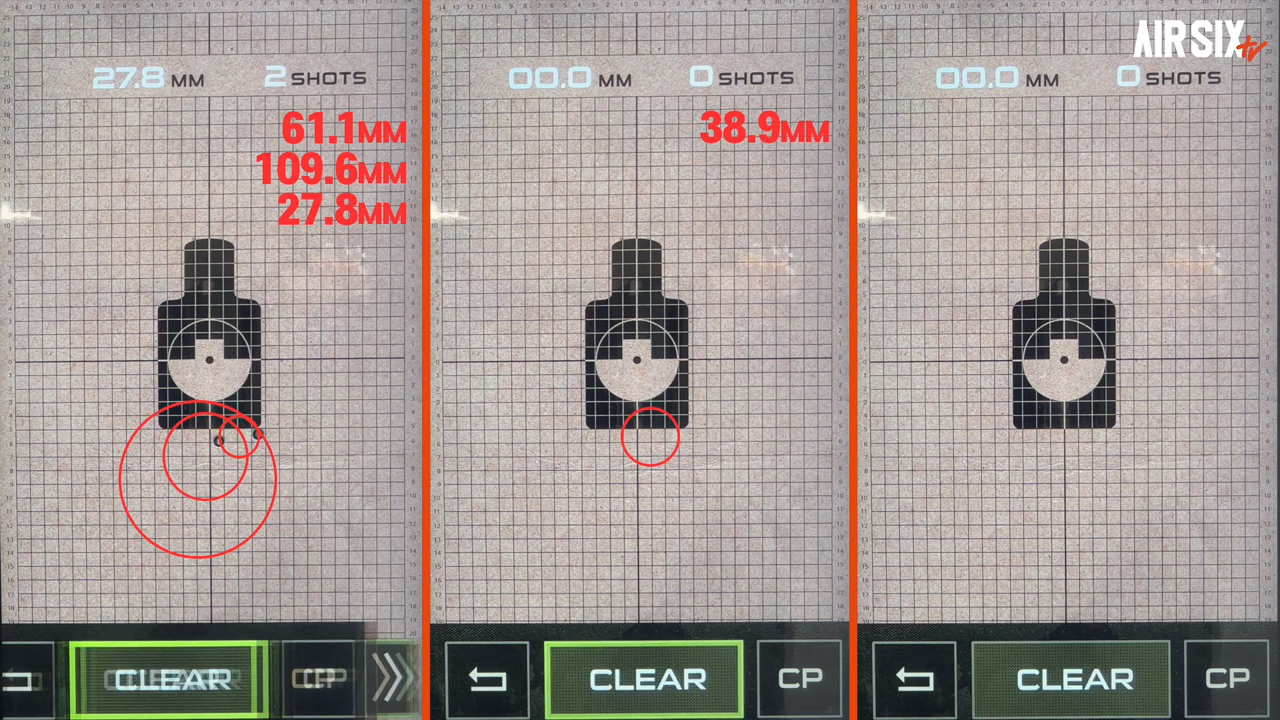 AIRSIX tv
27.8 MM 2 SHOTS
61.1MM
109.6MM
27.8MM
CLEAR
CP
00.0 MM 0 SHOTS
38.9MM
CLEAR
CP
00.0 MM 0 SHOTS
CLEAR
CP